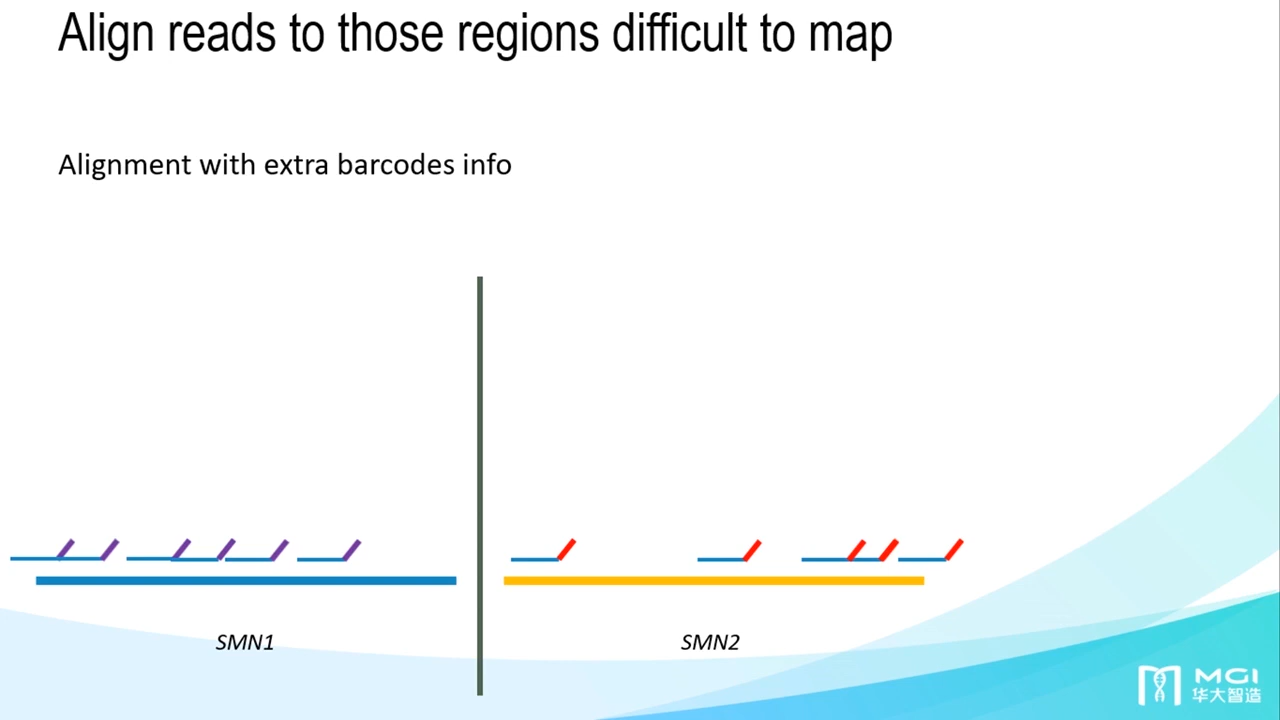 Align reads to those regions difficult to map
Alignment with extra barcodes info
SMN1
SMN2
MGI
华大智造